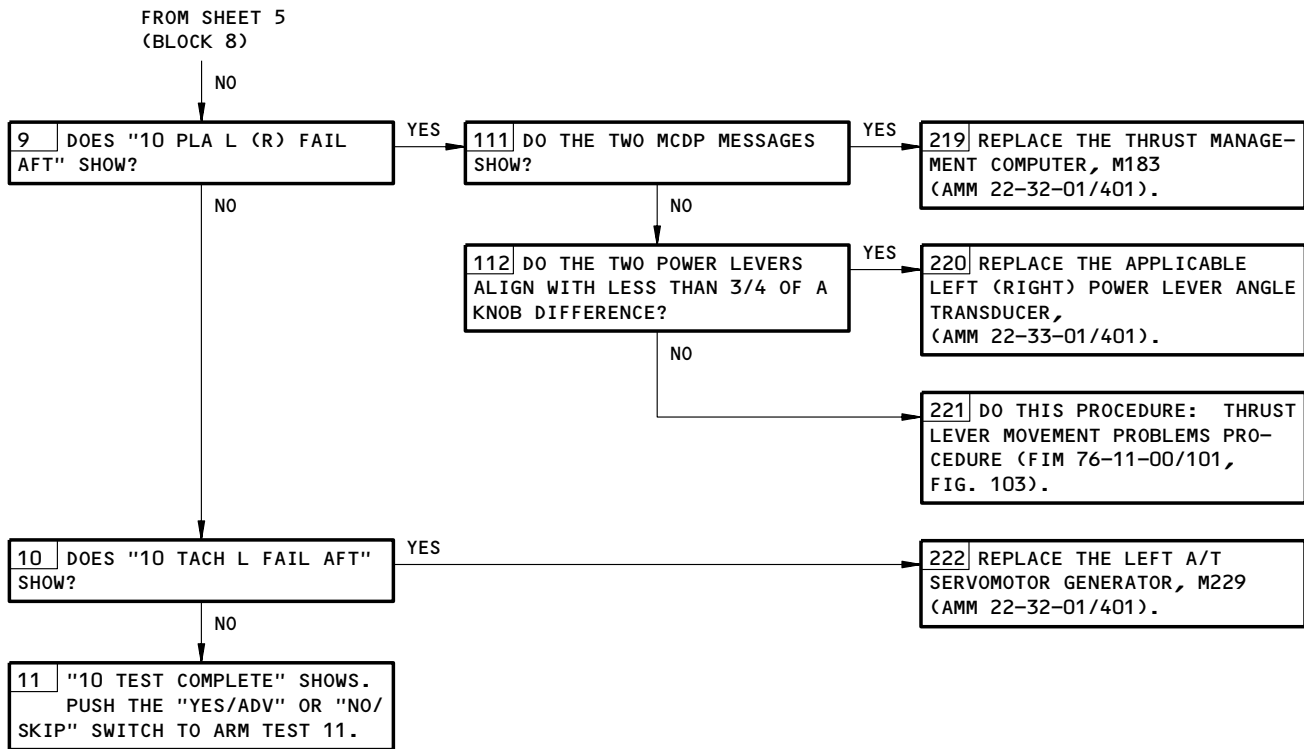 FROM SHEET 5
(BLOCK 8)
NO
9 DOES "10 PLA L (R) FAIL
AFT" SHOW?
YES
111 DO THE TWO MCDP MESSAGES
SHOW?
YES
219 REPLACE THE THRUST MANAGE-
MENT COMPUTER, M183
(AMM 22-32-01/401).
NO
NO
112 DO THE TWO POWER LEVERS
ALIGN WITH LESS THAN 3/4 OF A
KNOB DIFFERENCE?
YES
220 REPLACE THE APPLICABLE
LEFT (RIGHT) POWER LEVER ANGLE
TRANSDUCER,
(AMM 22-33-01/401).
NO
221 DO THIS PROCEDURE: THRUST
LEVER MOVEMENT PROBLEMS PRO-
CEDURE (FIM 76-11-00/101,
FIG. 103).
10 DOES "10 TACH L FAIL AFT"
SHOW?
YES
222 REPLACE THE LEFT A/T
SERVOMOTOR GENERATOR, M229
(AMM 22-32-01/401).
NO
11 "10 TEST COMPLETE" SHOWS.
PUSH THE "YES/ADV" OR "NO/
SKIP" SWITCH TO ARM TEST 11.